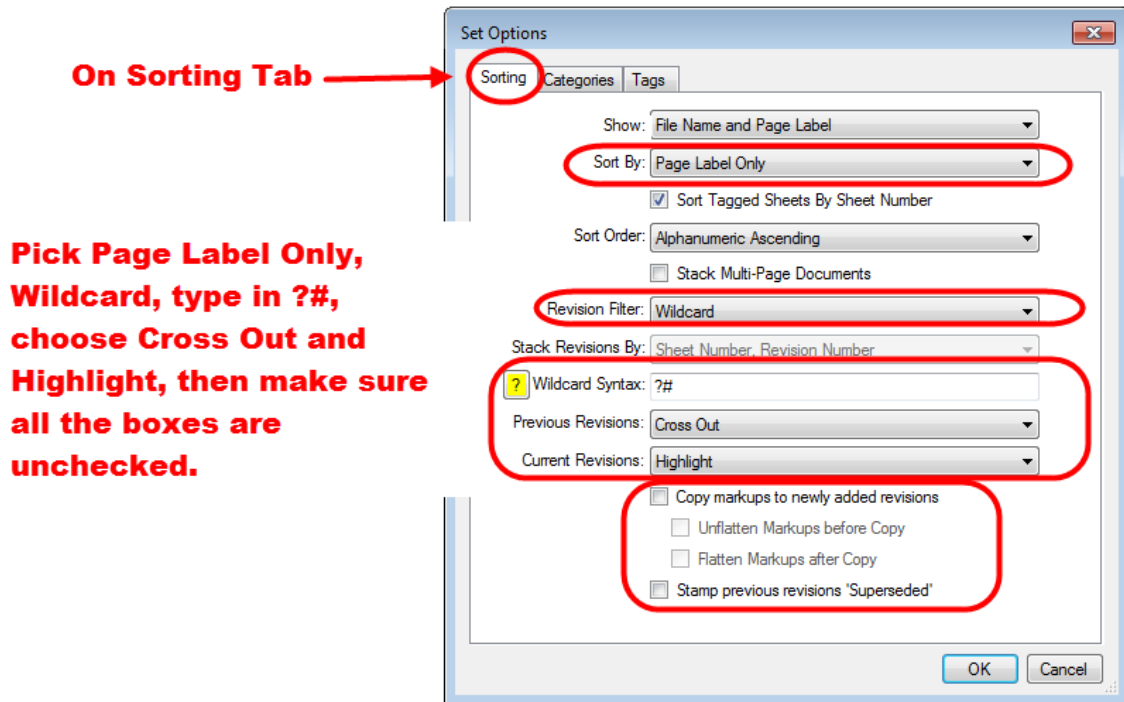 Set Options
On Sorting Tab
Sorting Categories Tags
Show: File Name and Page Label
Sort By: Page Label Only
Sort Tagged Sheets By Sheet Number
Sort Order: Alphanumeric Ascending
Stack Multi-Page Documents
Pick Page Label Only,
Wildcard, type in ?#,
choose Cross Out and
Highlight, then make sure
all the boxes are
unchecked.
Revision Filter: Wildcard
Stack Revisions By: Sheet Number, Revision Number
? Wildcard Syntax: ?#
Previous Revisions: Cross Out
Current Revisions: Highlight
Copy markups to newly added revisions
Unflatten Markups before Copy
Flatten Markups after Copy
Stamp previous revisions 'Superseded'
OK Cancel